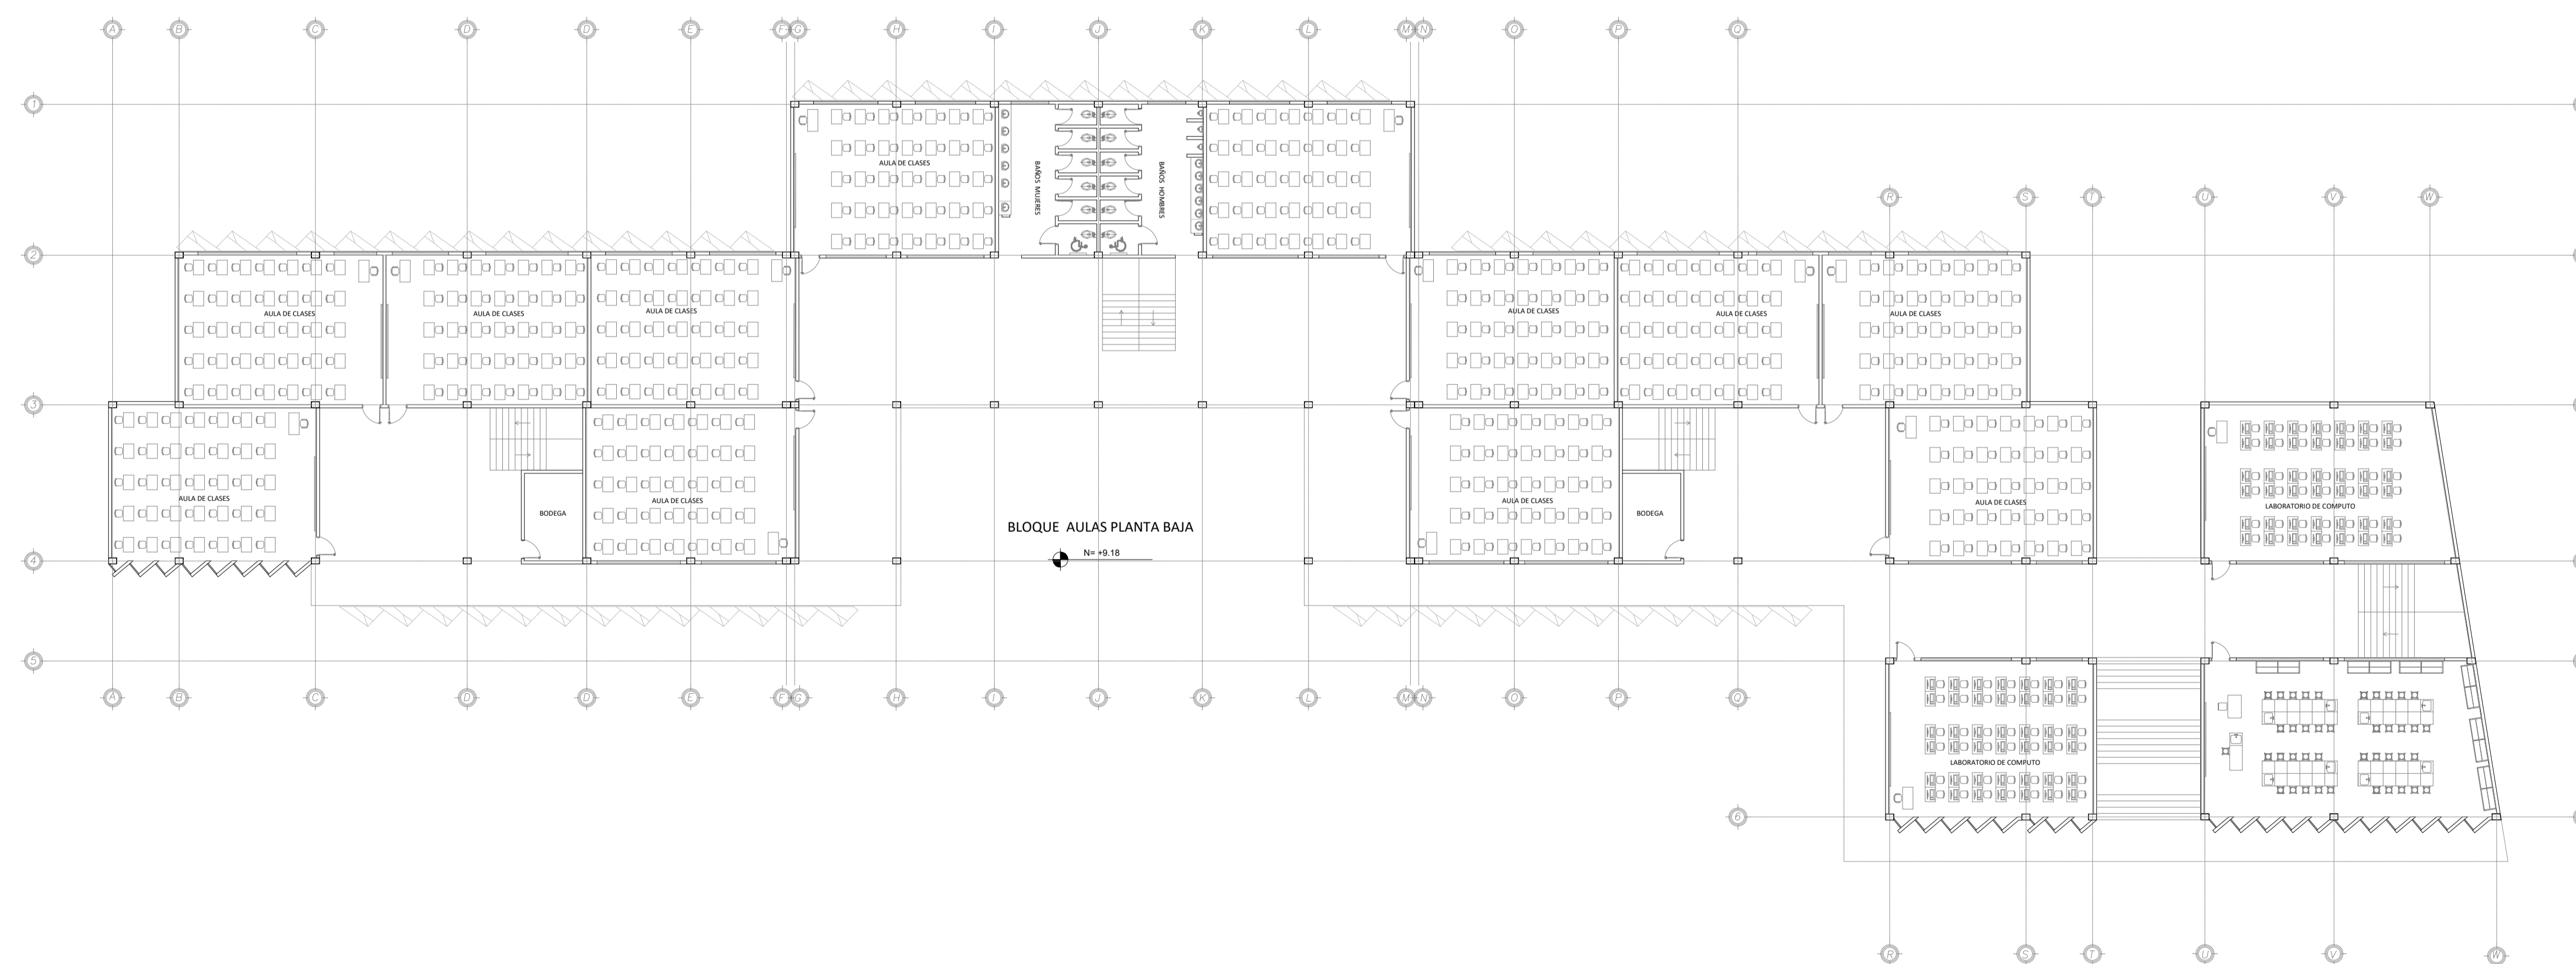 A B C D D E F G H I J K L M N O P Q
1
AULA DE CLASES
BAÑOS MUJERES
BAÑOS HOMBRES
R S T U V W
2
AULA DE CLASES
AULA DE CLASES
AULA DE CLASES
AULA DE CLASES
AULA DE CLASES
AULA DE CLASES
3
AULA DE CLASES
BODEGA
AULA DE CLASES
BLOQUE AULAS PLANTA BAJA
N= +9.18
AULA DE CLASES
BODEGA
AULA DE CLASES
LABORATORIO DE COMPUTO
4
5
A B C D D E F G H I J K L M N O P Q
LABORATORIO DE COMPUTO
6
R S T U V W